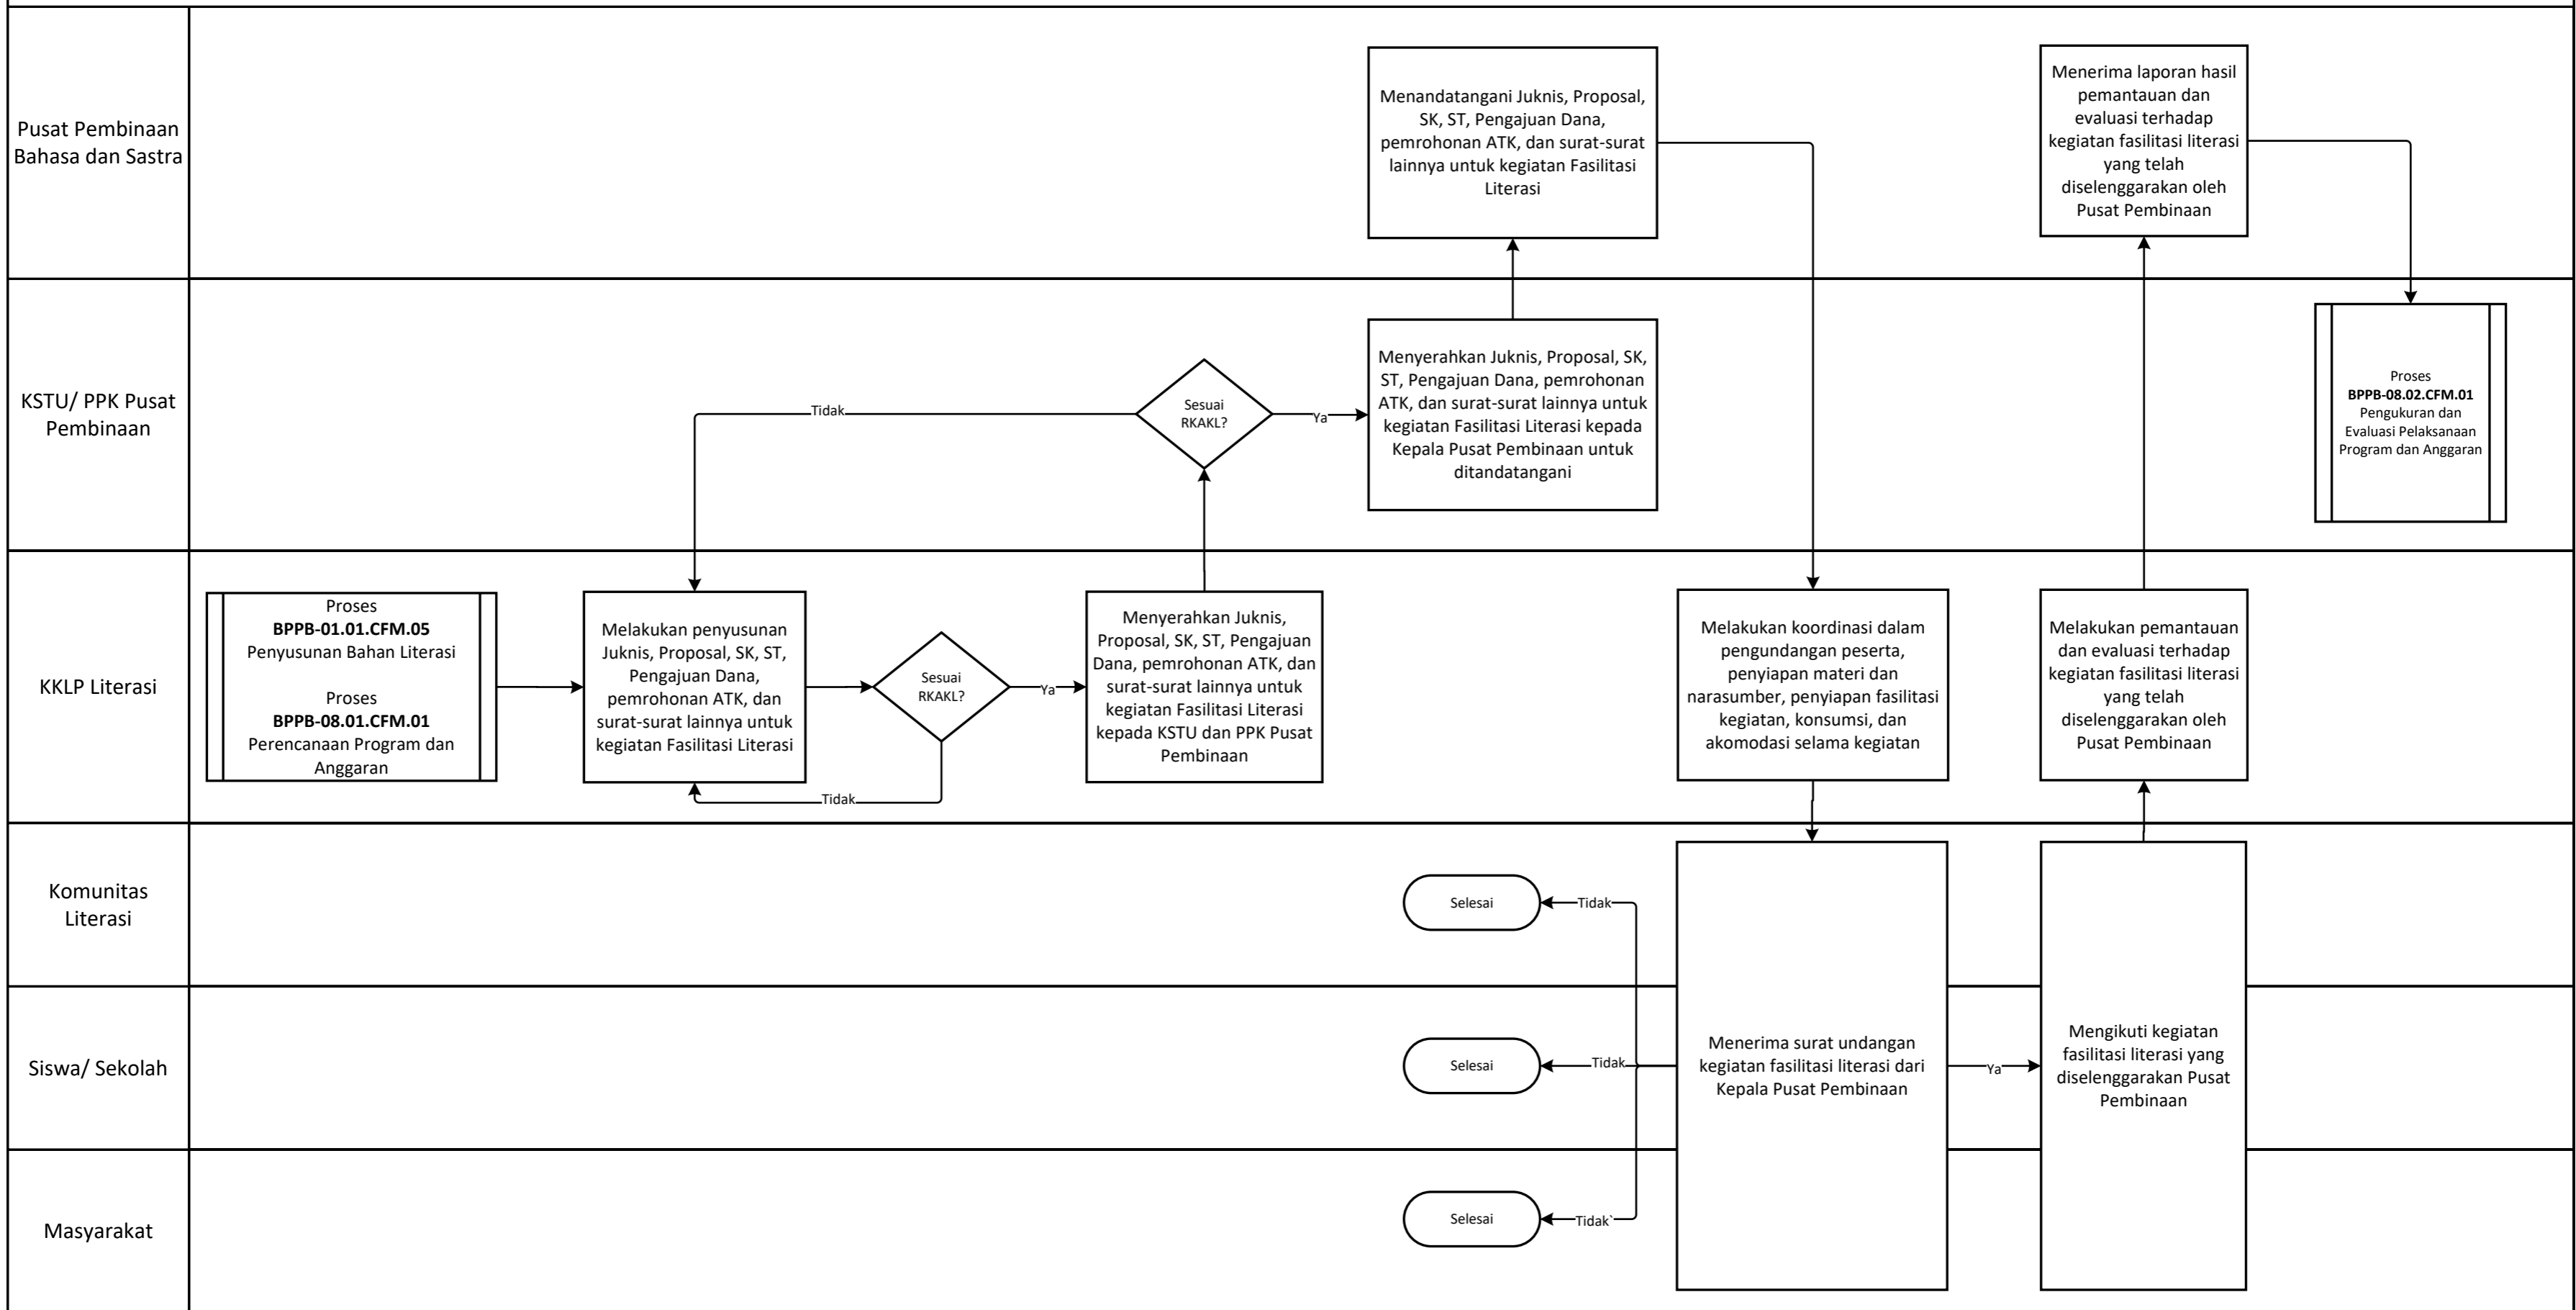 Pusat Pembinaan
Bahasa dan Sastra
Menandatangani Juknis, Proposal,
SK, ST, Pengajuan Dana,
pemrohonan ATK, dan surat-surat
lainnya untuk kegiatan Fasilitasi
Literasi
Menerima laporan hasil
pemantauan dan
evaluasi terhadap
kegiatan fasilitasi literasi
yang telah
diselenggarakan oleh
Pusat Pembinaan
KSTU/ PPK Pusat
Pembinaan
Tidak
Sesuai
RKAKL?
Ya
Menyerahkan Juknis, Proposal, SK,
ST, Pengajuan Dana, pemrohonan
ATK, dan surat-surat lainnya untuk
kegiatan Fasilitasi Literasi kepada
Kepala Pusat Pembinaan untuk
ditandatangani
Proses
BPPB-08.02.CFM.01
Pengukuran dan
Evaluasi Pelaksanaan
Program dan Anggaran
KKLP Literasi
Proses
BPPB-01.01.CFM.05
Penyusunan Bahan Literasi
Proses
BPPB-08.01.CFM.01
Perencanaan Program dan
Anggaran
Melakukan penyusunan
Juknis, Proposal, SK, ST,
Pengajuan Dana,
pemrohonan ATK, dan
surat-surat lainnya untuk
kegiatan Fasilitasi Literasi
Sesuai
RKAKL?
Ya
Tidak
Menyerahkan Juknis,
Proposal, SK, ST, Pengajuan
Dana, pemrohonan ATK, dan
surat-surat lainnya untuk
kegiatan Fasilitasi Literasi
kepada KSTU dan PPK Pusat
Pembinaan
Melakukan koordinasi dalam
pengundangan peserta,
penyiapan materi dan
narasumber, penyiapan fasilitasi
kegiatan, konsumsi, dan
akomodasi selama kegiatan
Melakukan pemantauan
dan evaluasi terhadap
kegiatan fasilitasi literasi
yang telah
diselenggarakan oleh
Pusat Pembinaan
Komunitas
Literasi
Selesai
Tidak
Siswa/ Sekolah
Selesai
Tidak
Menerima surat undangan
kegiatan fasilitasi literasi dari
Kepala Pusat Pembinaan
Ya
Mengikuti kegiatan
fasilitasi literasi yang
diselenggarakan Pusat
Pembinaan
Masyarakat
Selesai
Tidak`